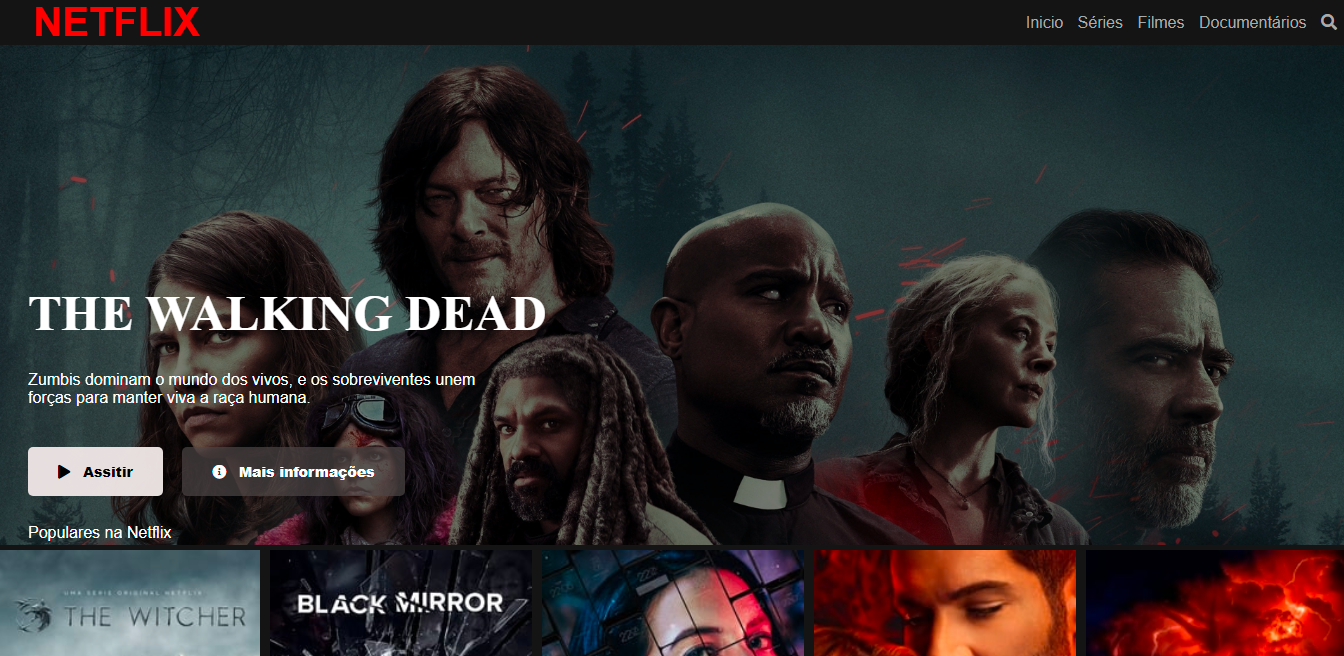 NETFLIX
Inicio Séries Filmes Documentários
THE WALKING DEAD
Zumbis dominam o mundo dos vivos, e os sobreviventes unem
forças para manter viva a raça humana.
Assitir Mais informações
Populares na Netflix
UMA SÉRIE ORIGINAL NETFLIX
THE WITCHER
BLACK MIRROR